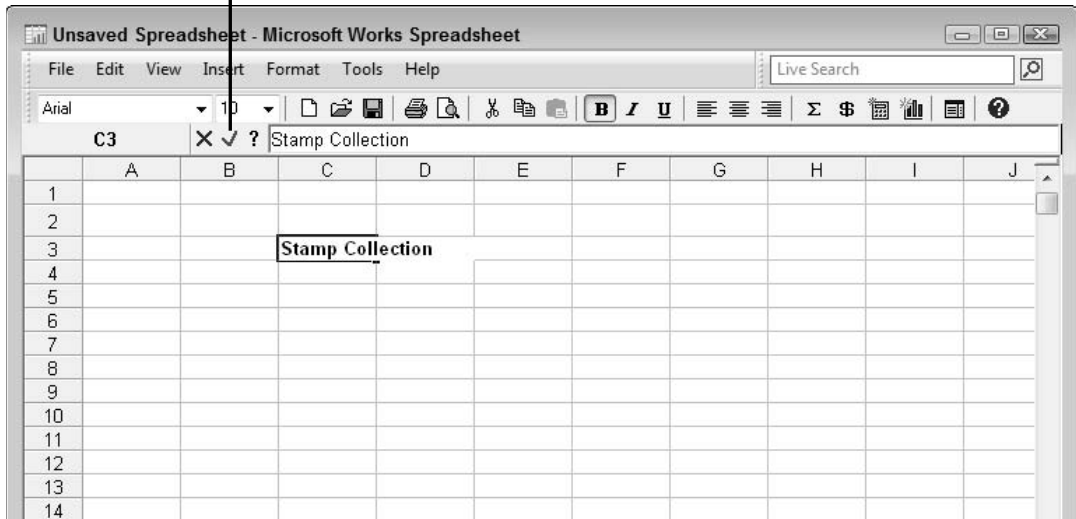 Unsaved Spreadsheet - Microsoft Works Spreadsheet
File Edit View Insert Format Tools Help Live Search
Arial 10 B I U Σ $ ?
C3 ? Stamp Collection
A B C D E F G H I J
1
2
3 Stamp Collection
4
5
6
7
8
9
10
11
12
13
14